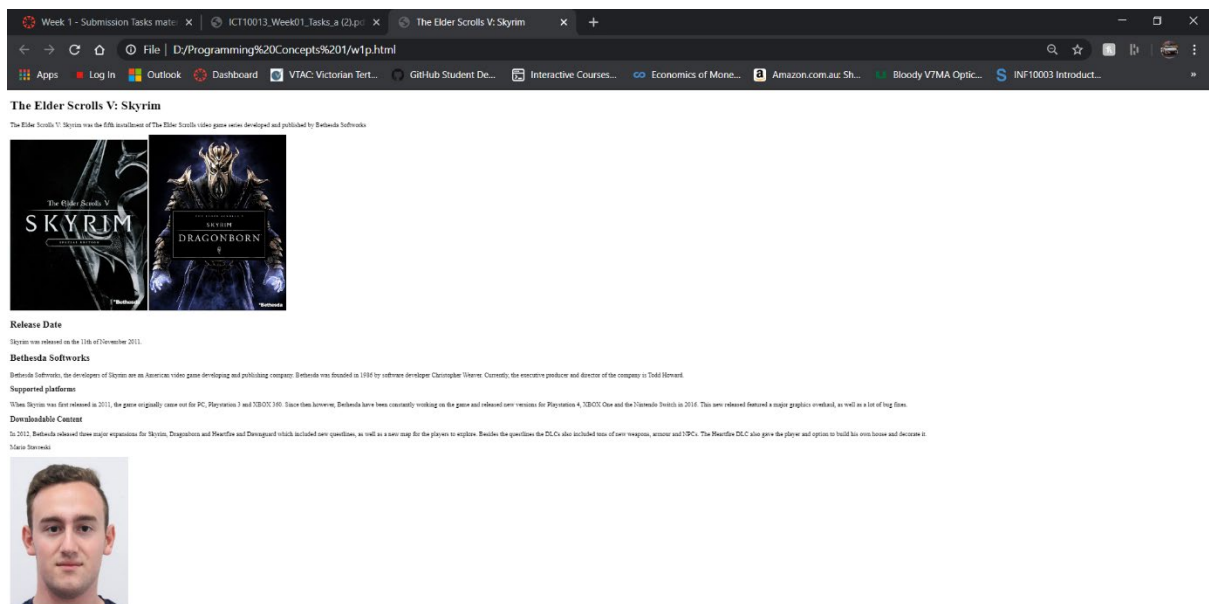 Week 1 - Submission Tasks mate
ICT10013_Week01_Tasks_a (2).pd
The Elder Scrolls V: Skyrim
File | D:/Programming%20Concepts%201/w1p.html
Apps
Log In
Outlook
Dashboard
VTAC: Victorian Tert...
GitHub Student De...
Interactive Courses...
Economics of Mone...
Amazon.com.au: Sh...
Bloody V7MA Optic...
INF10003 Introduct...
The Elder Scrolls V: Skyrim
The Elder Scrolls V: Skyrim was the fifth installment of The Elder Scrolls video game series developed and published by Bethesda Softworks
The Elder Scrolls V
SKYRIM
SPECIAL EDITION
Bethesda
THE ELDER SCROLLS V
SKYRIM
DRAGONBORN
Bethesda
Release Date
Skyrim was released on the 11th of November 2011.
Bethesda Softworks
Bethesda Softworks, the developers of Skyrim are an American video game developing and publishing company. Bethesda was founded in 1986 by software developer Christopher Weaver. Currently, the executive producer and director of the company is Todd Howard.
Supported platforms
When Skyrim was first released in 2011, the game originally came out for PC, Playstation 3 and XBOX 360. Since then however, Bethesda have been constantly working on the game and released new versions for Playstation 4, XBOX One and the Nintendo Switch in 2016. This new released featured a major graphics overhaul, as well as a lot of bug fixes.
Downloadable Content
In 2012, Bethesda released three major expansions for Skyrim, Dragonborn and Heartfire and Dawnguard which included new questlines, as well as a new map for the players to explore. Besides the questlines the DLCs also included tons of new weapons, armour and NPCs. The Heartfire DLC also gave the player and option to build his own house and decorate it
Mario Stavreski